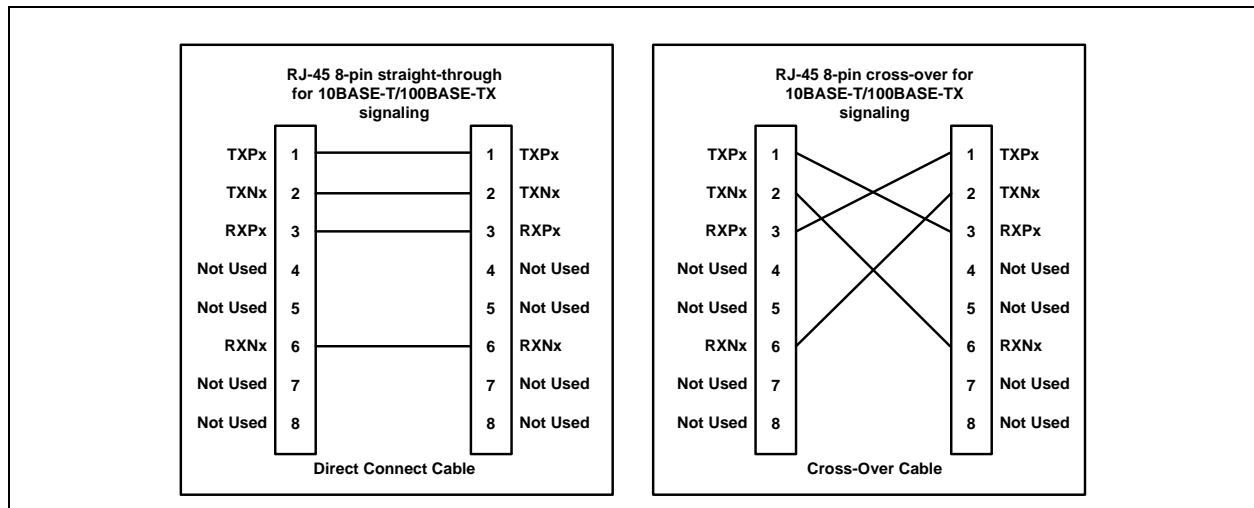 RJ-45 8-pin straight-through
for 10BASE-T/100BASE-TX
signaling
TXPx 1 1 TXPx
TXNx 2 2 TXNx
RXPx 3 3 RXPx
Not Used 4 4 Not Used
Not Used 5 5 Not Used
RXNx 6 6 RXNx
Not Used 7 7 Not Used
Not Used 8 8 Not Used
Direct Connect Cable
RJ-45 8-pin cross-over for
10BASE-T/100BASE-TX
signaling
TXPx 1 1 TXPx
TXNx 2 2 TXNx
RXPx 3 3 RXPx
Not Used 4 4 Not Used
Not Used 5 5 Not Used
RXNx 6 6 RXNx
Not Used 7 7 Not Used
Not Used 8 8 Not Used
Cross-Over Cable